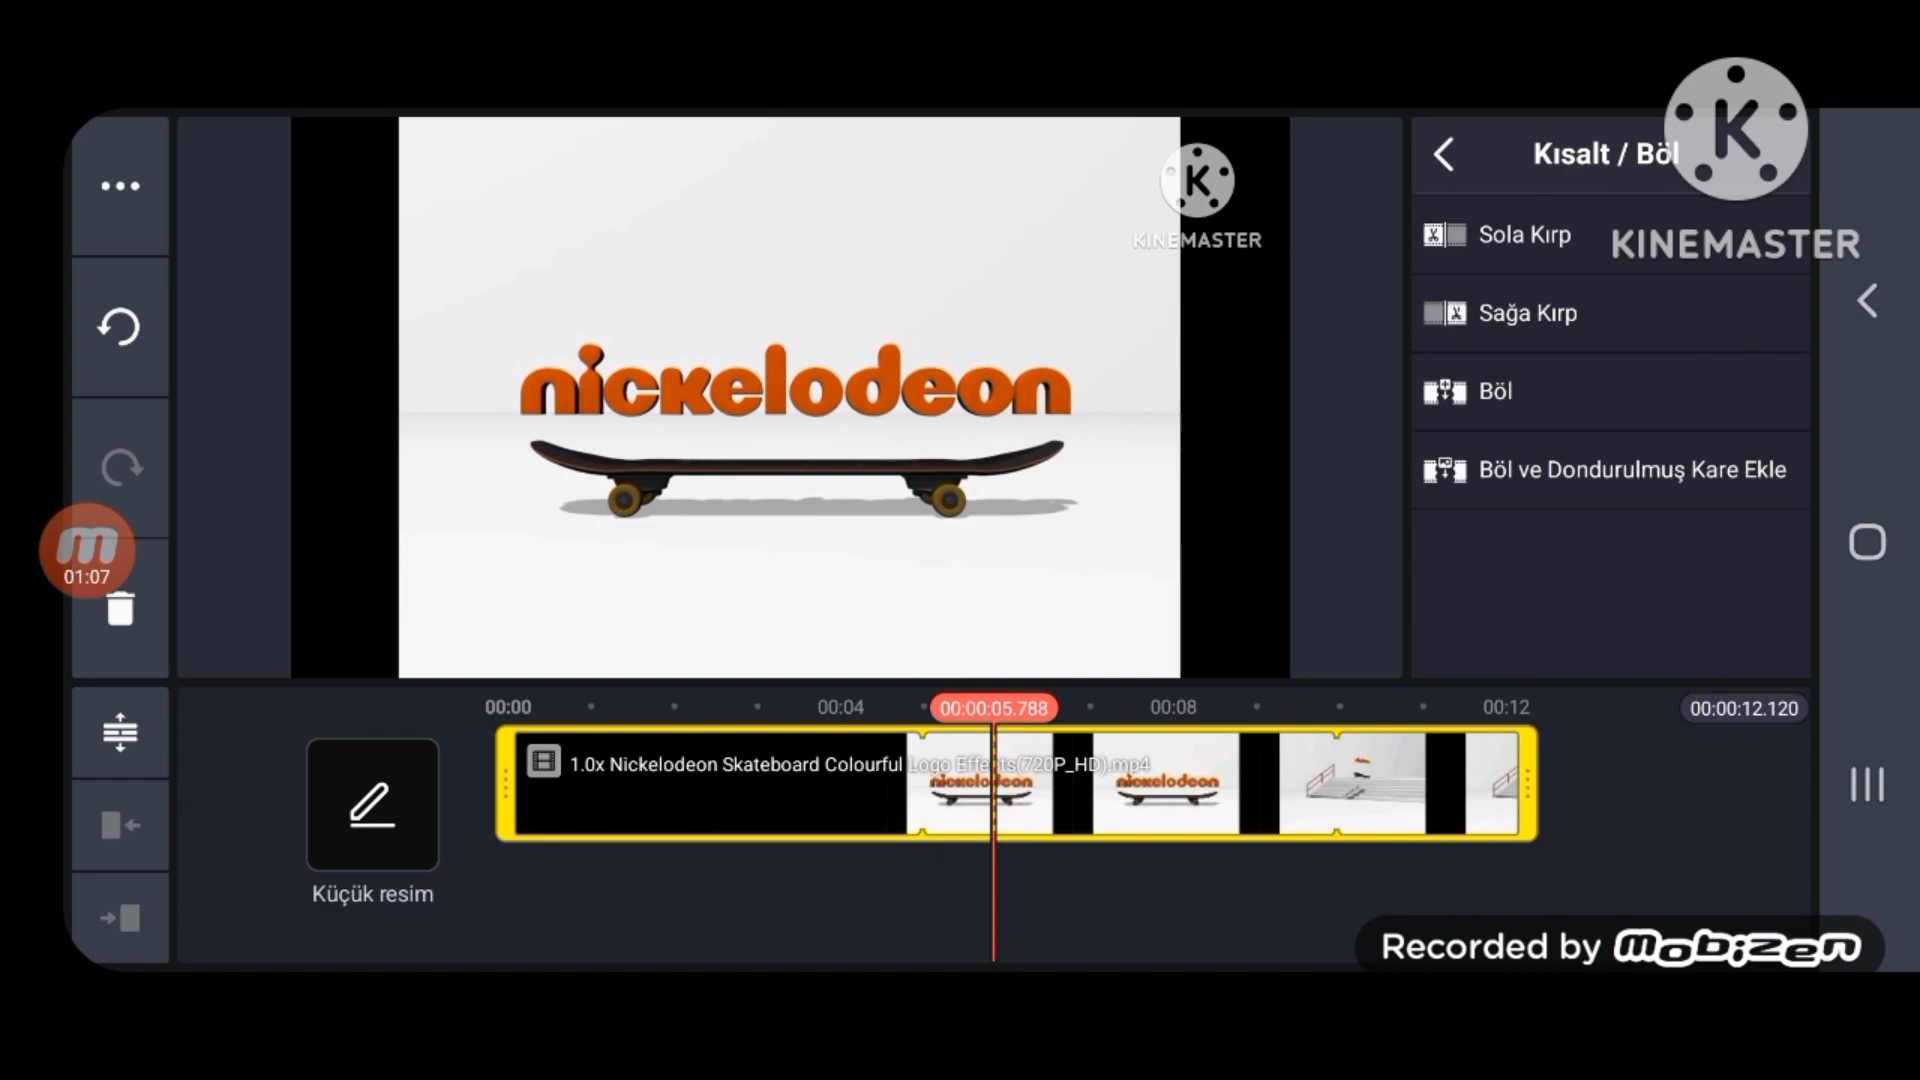 K
KINEMASTER
K
KINEMASTER
Kısalt / Böl
Sola Kırp
Sağa Kırp
Böl
Böl ve Dondurulmuş Kare Ekle
nickelodeon
m
01:07
00:00
00:04
00:00:05.788
00:08
00:12
00:00:12.120
1.0x Nickelodeon Skateboard Colourful Logo Effects(720P_HD).mp4
nickelodeon
nickelodeon
Küçük resim
Recorded by mobizen